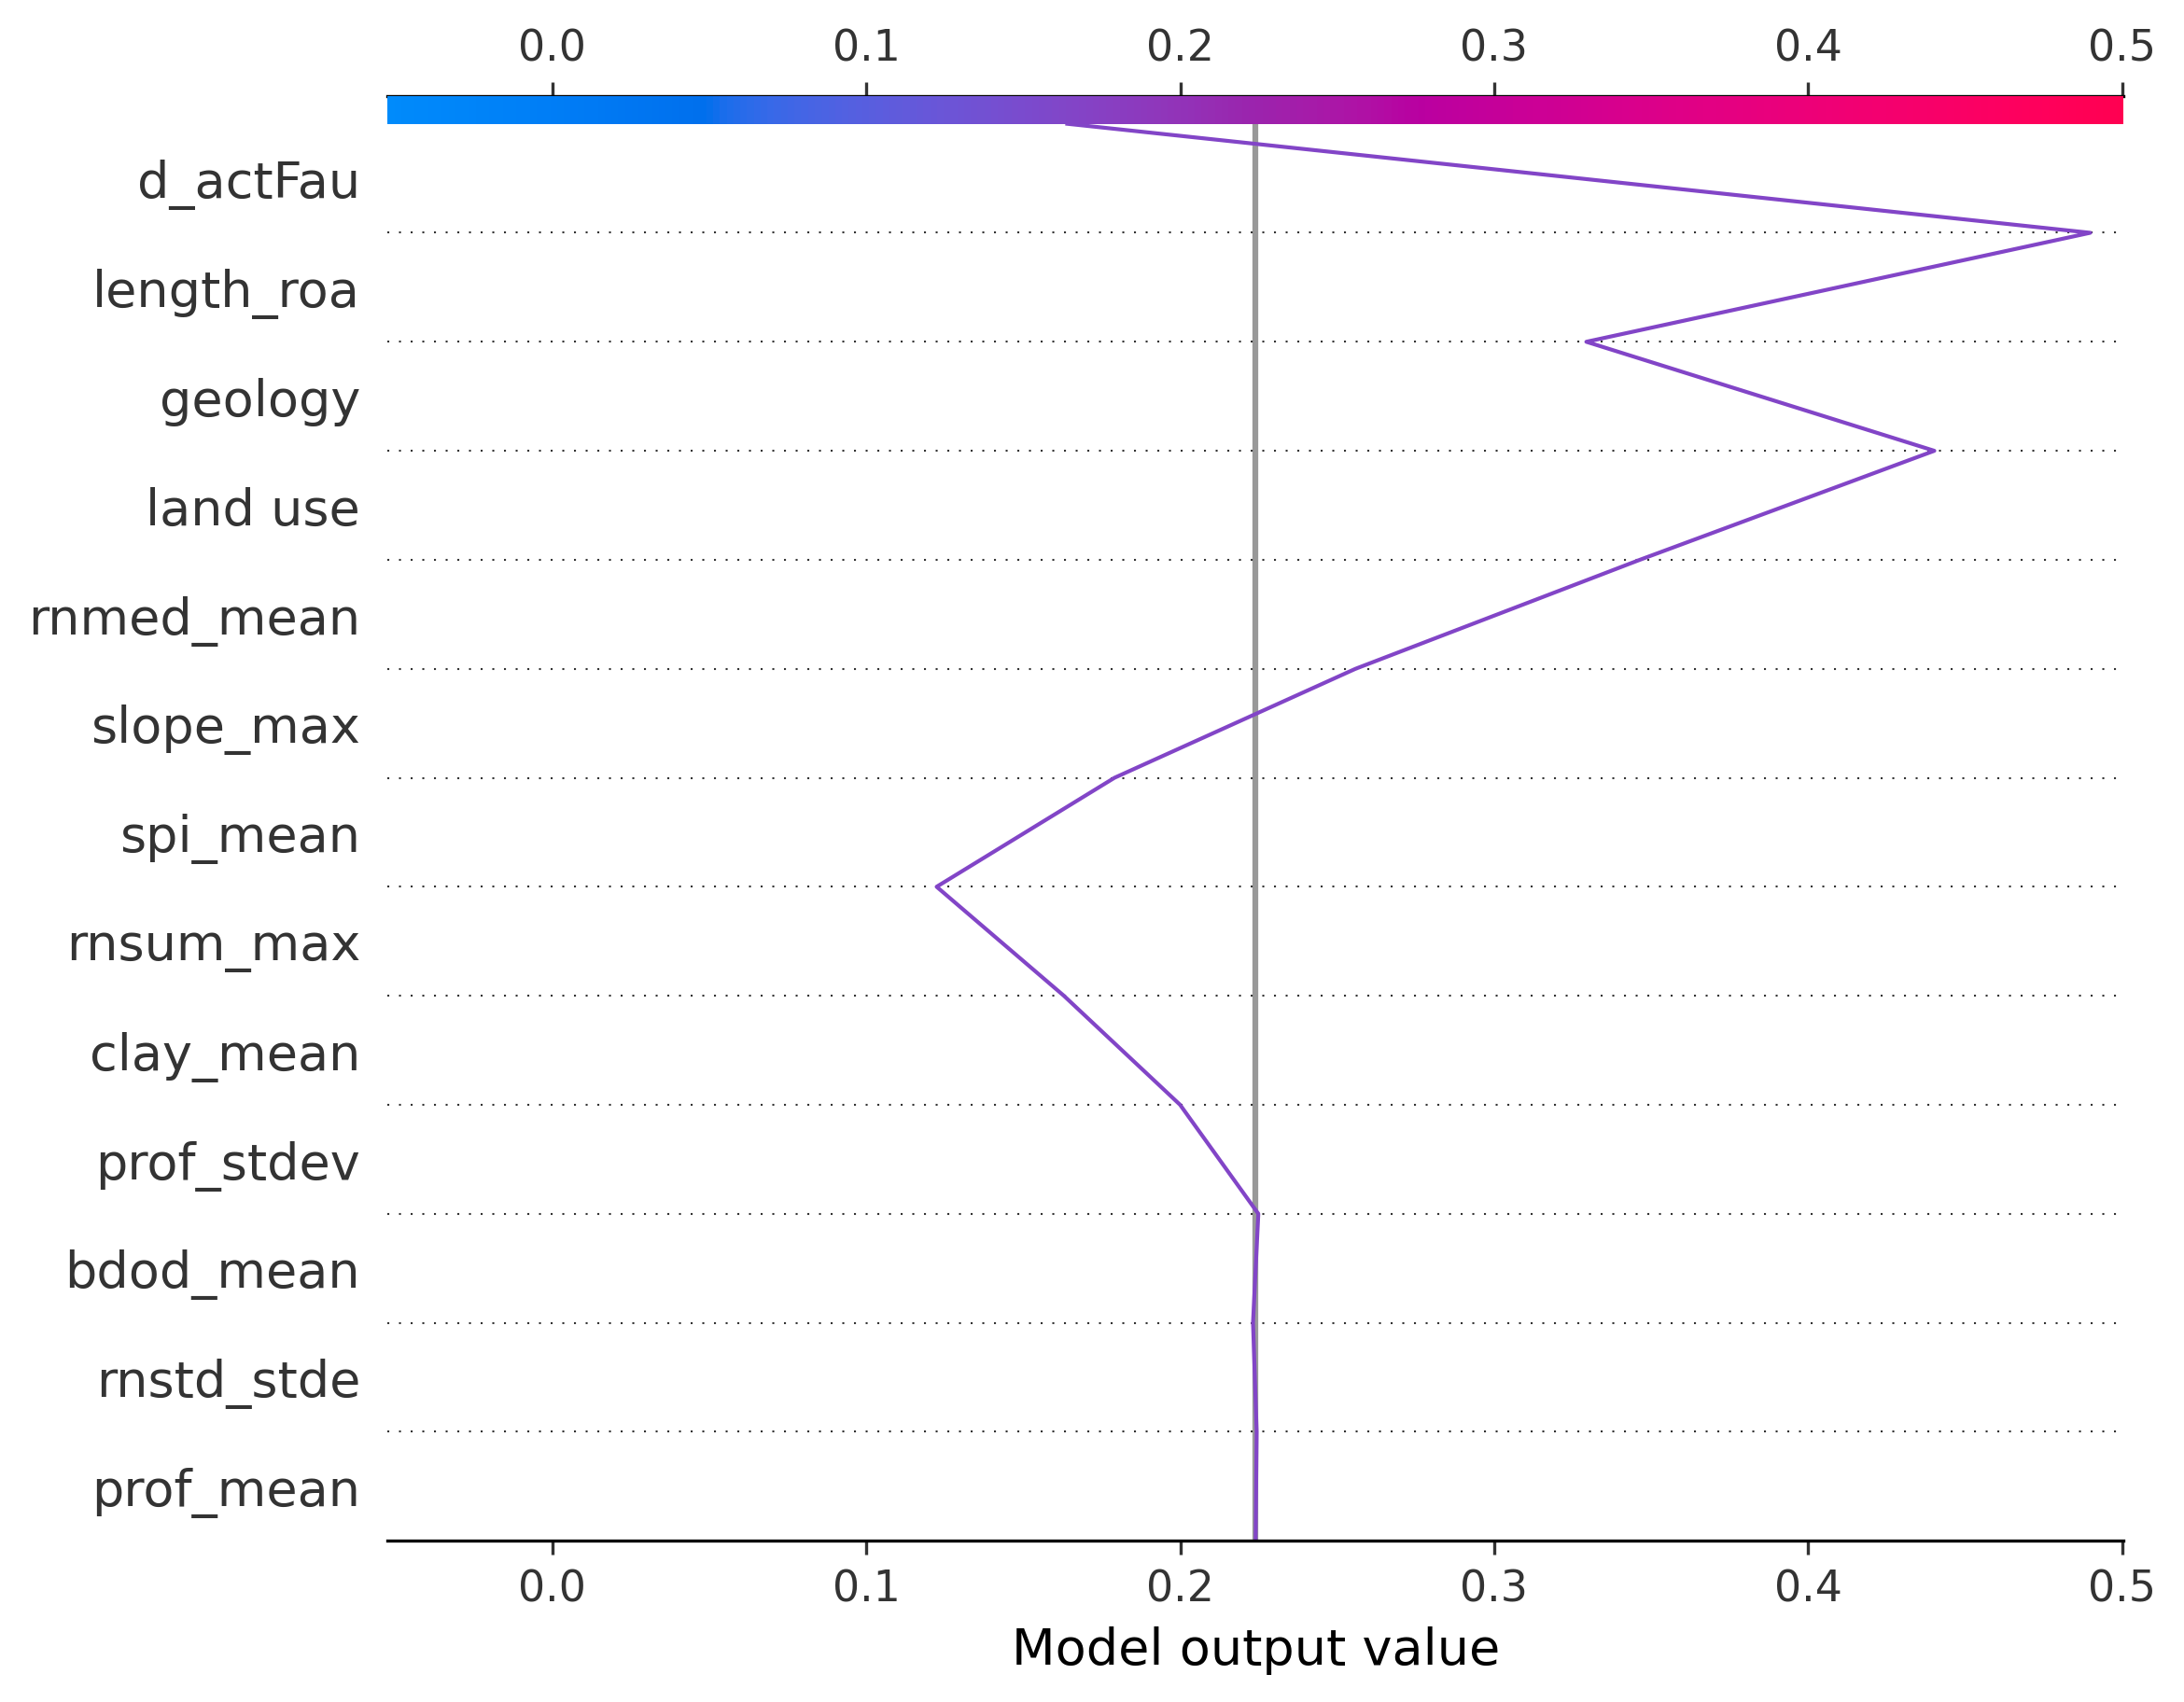 0.0 0.1 0.2 0.3 0.4 0.5
d_actFau
length_roa
geology
land use
rnmed_mean
slope_max
spi_mean
rnsum_max
clay_mean
prof_stdev
bdod_mean
rnstd_stde
prof_mean
0.0 0.1 0.2 0.3 0.4 0.5
Model output value